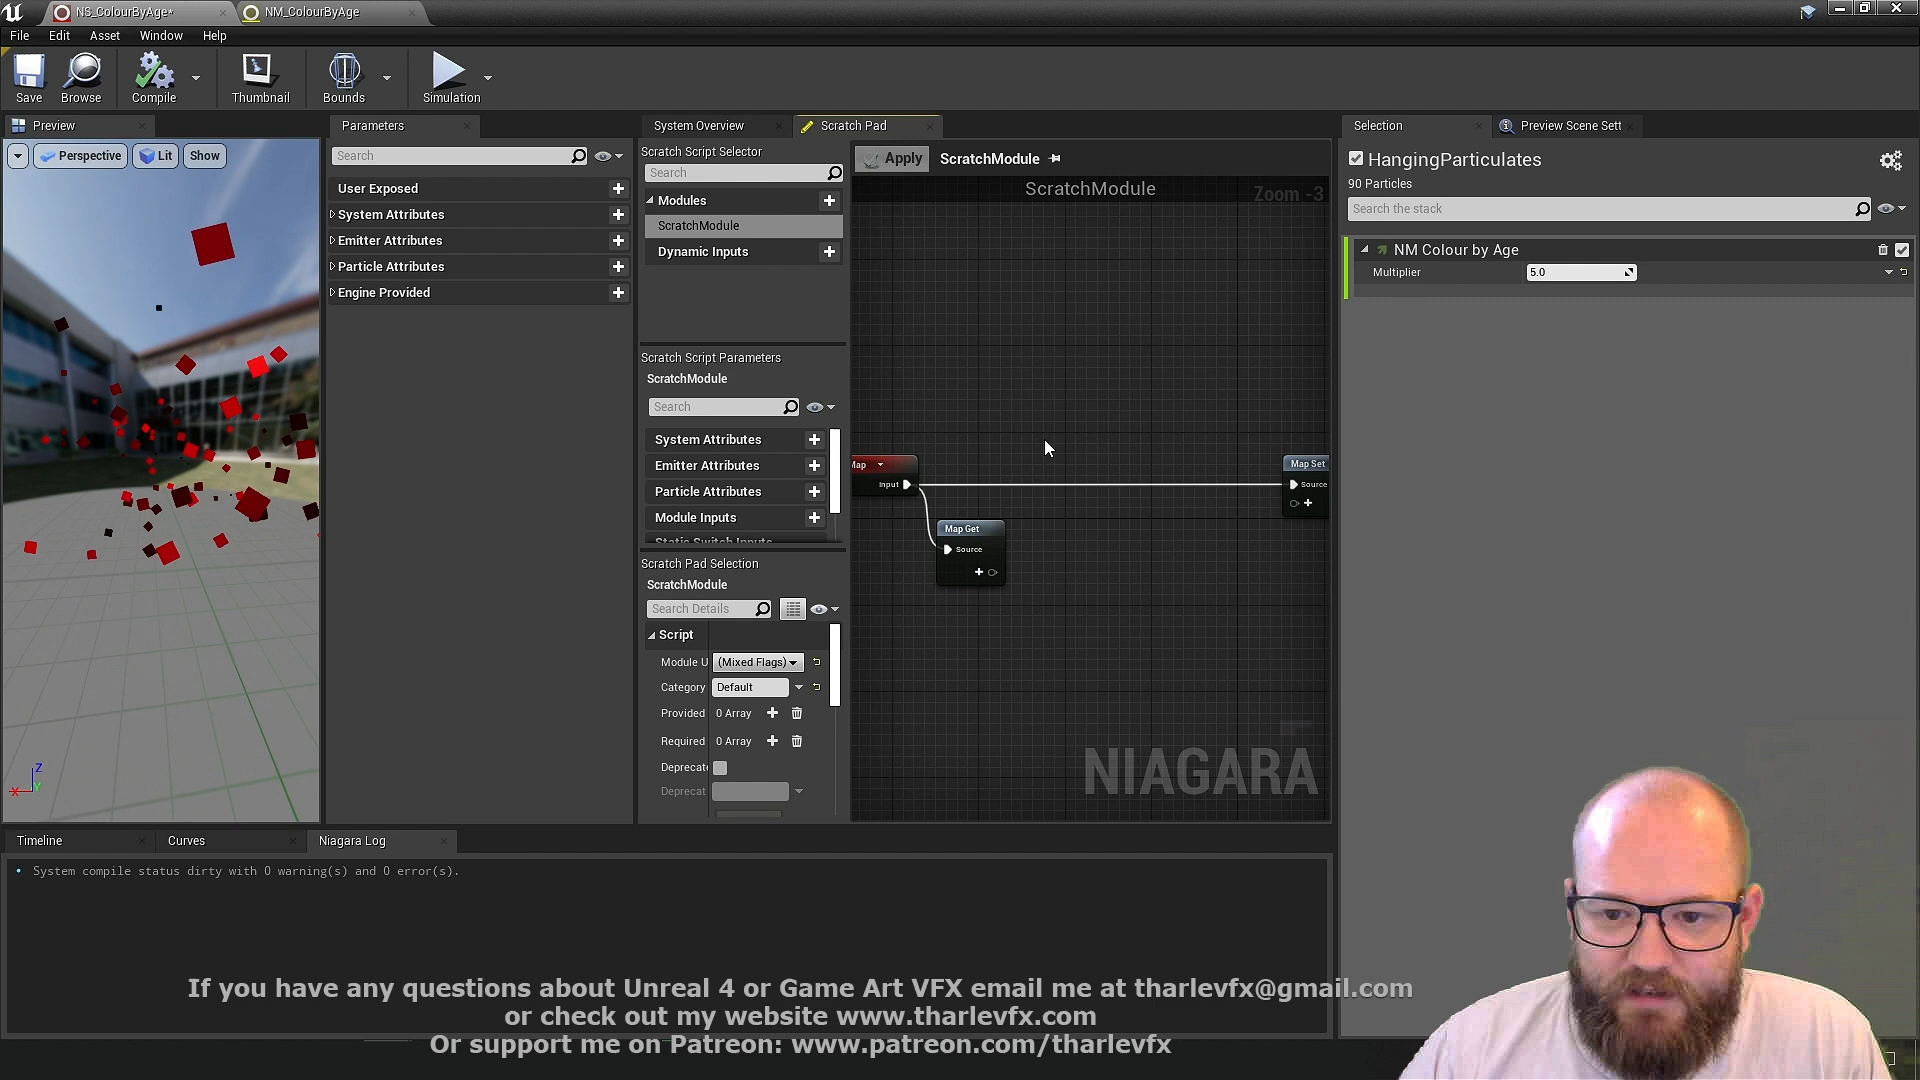 NS_ColourByAge*
NM_ColourByAge
File Edit Asset Window Help
Save
Browse
Compile
Thumbnail
Bounds
Simulation
Preview
Perspective
Lit
Show
Z
X
Y
Parameters
Search
User Exposed
System Attributes
Emitter Attributes
Particle Attributes
Engine Provided
System Overview
Scratch Pad
Scratch Script Selector
Search
Modules
ScratchModule
Dynamic Inputs
Scratch Script Parameters
ScratchModule
Search
System Attributes
Emitter Attributes
Particle Attributes
Module Inputs
Static Switch Inputs
Scratch Pad Selection
ScratchModule
Search Details
Script
Module U (Mixed Flags)
Category Default
Provided 0 Array
Required 0 Array
Deprecate
Deprecat
Apply
ScratchModule
ScratchModule
Zoom -3
Map
Input
Map Get
Source
Map Set
Source
NIAGARA
Selection
Preview Scene Sett
HangingParticulates
90 Particles
Search the stack
NM Colour by Age
Multiplier 5.0
Timeline
Curves
Niagara Log
System compile status dirty with 0 warning(s) and 0 error(s).
If you have any questions about Unreal 4 or Game Art VFX email me at tharlevfx@gmail.com
or check out my website www.tharlevfx.com
Or support me on Patreon: www.patreon.com/tharlevfx